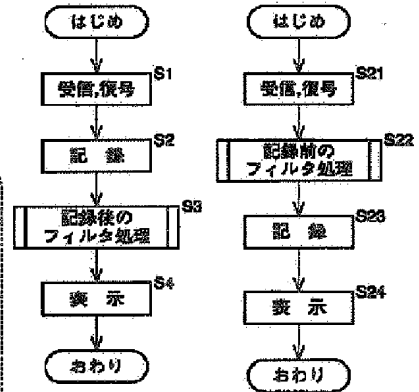 はじめ
受信,復号 S1
記 録 S2
記録後の S3
フィルタ処理
表 示 S4
おわり
はじめ
受信,復号 S21
記録前の S22
フィルタ処理
記 録 S23
表 示 S24
おわり